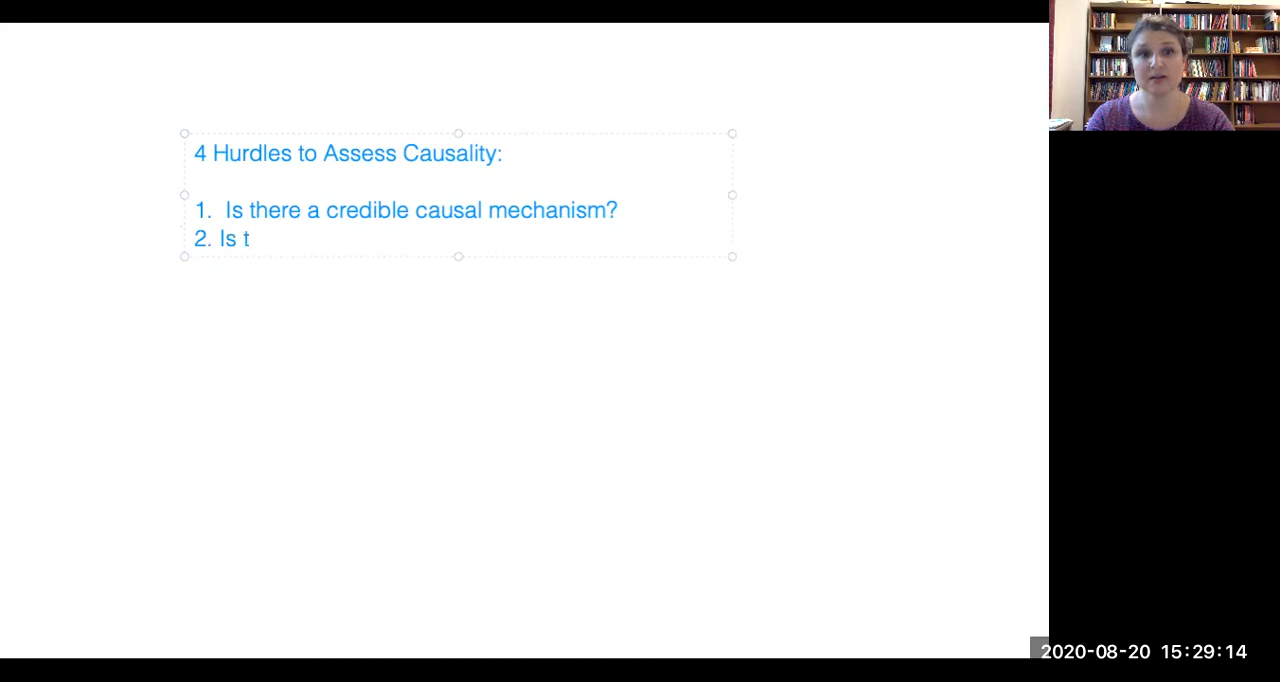 4 Hurdles to Assess Causality:
1. Is there a credible causal mechanism?
2. Is t
2020-08-20 15:29:14